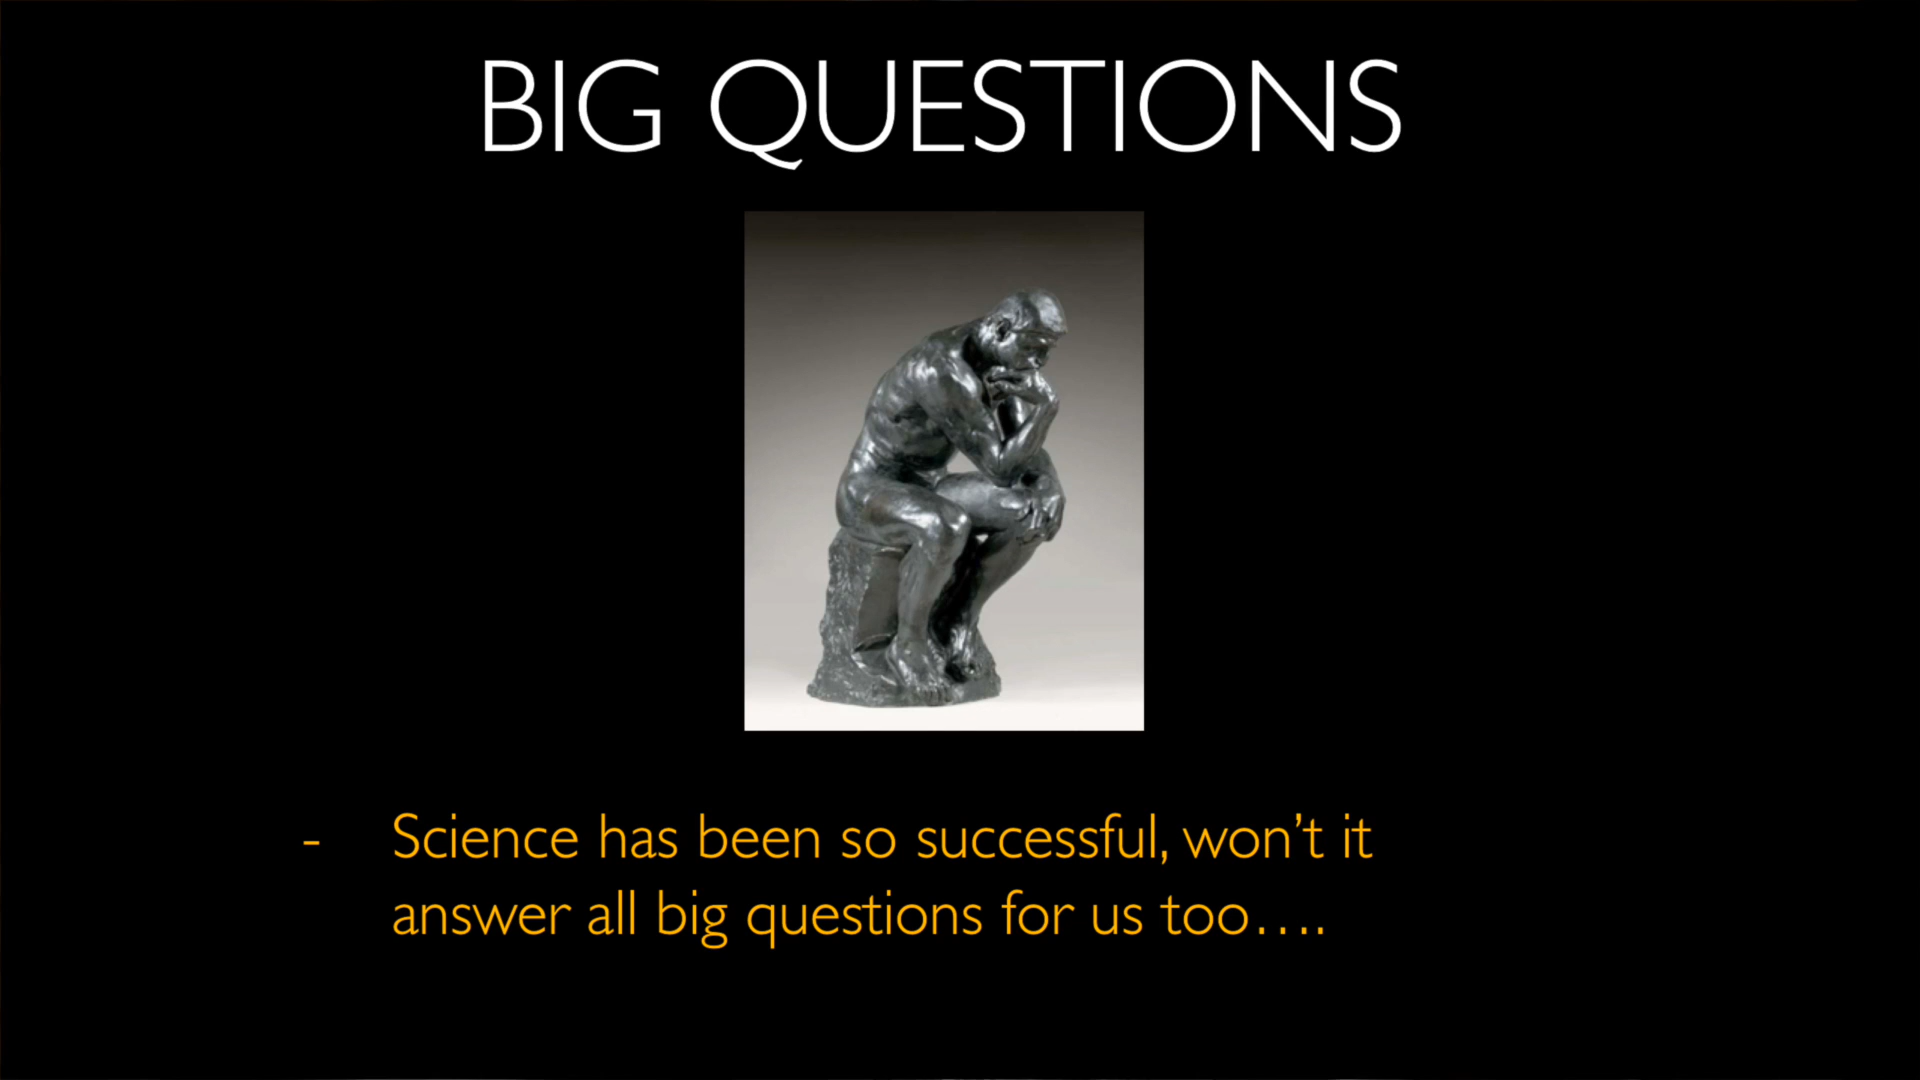 BIG QUESTIONS
- Science has been so successful, won’t it
answer all big questions for us too….